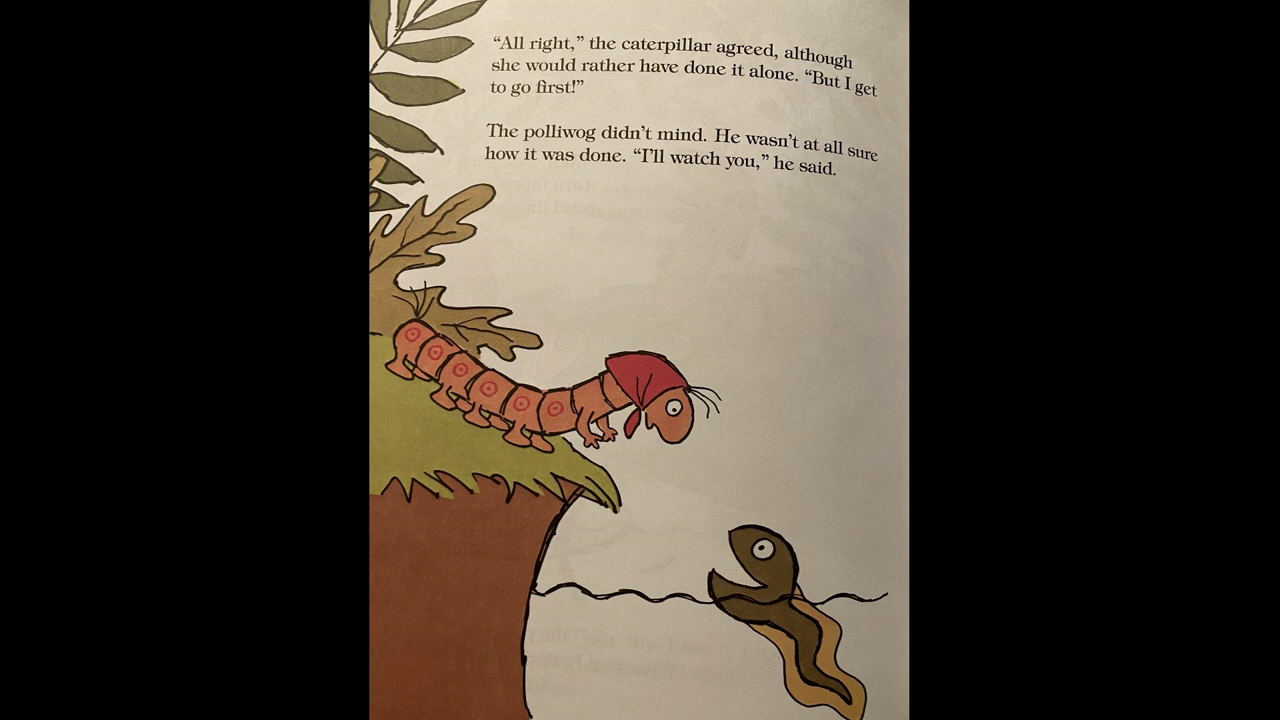 “All right,” the caterpillar agreed, although
she would rather have done it alone. “But I get
to go first!”
The polliwog didn’t mind. He wasn’t at all sure
how it was done. “I’ll watch you,” he said.